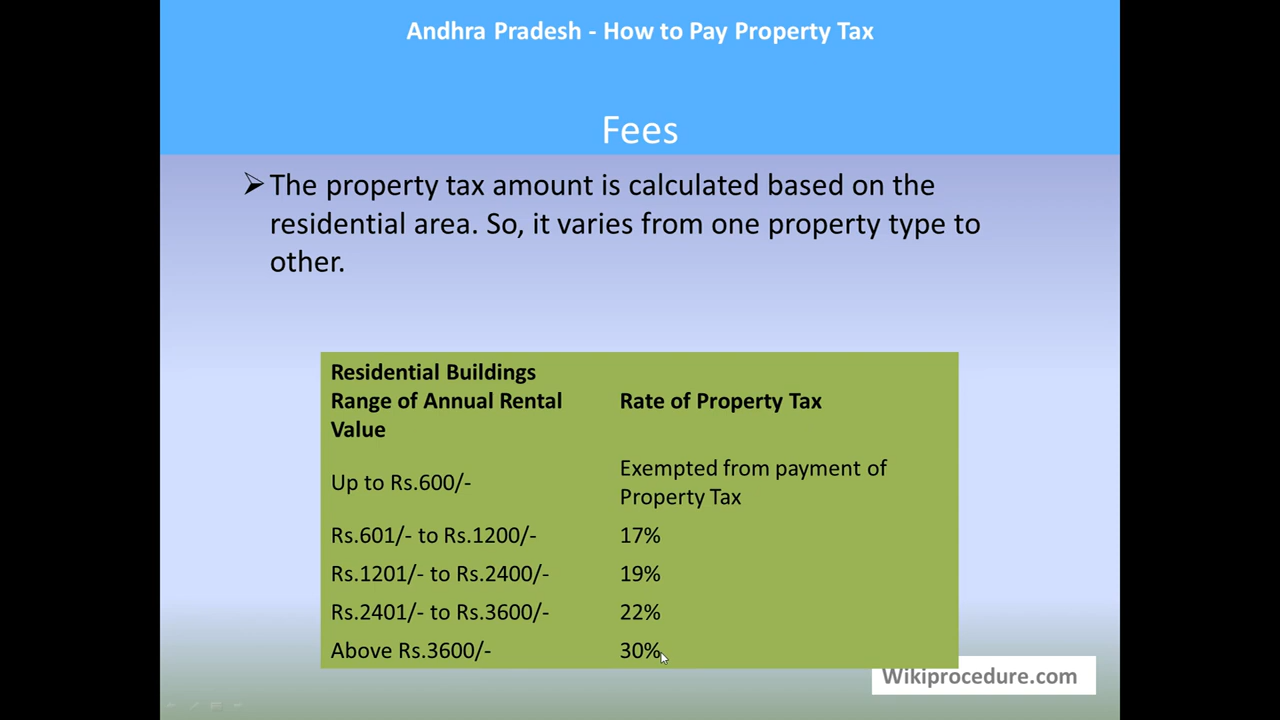 Andhra Pradesh - How to Pay Property Tax
Fees
➢ The property tax amount is calculated based on the
residential area. So, it varies from one property type to
other.
Residential Buildings
Range of Annual Rental
Value
Rate of Property Tax
Up to Rs.600/-
Exempted from payment of
Property Tax
Rs.601/- to Rs.1200/- 17%
Rs.1201/- to Rs.2400/- 19%
Rs.2401/- to Rs.3600/- 22%
Above Rs.3600/- 30%
Wikiprocedure.com